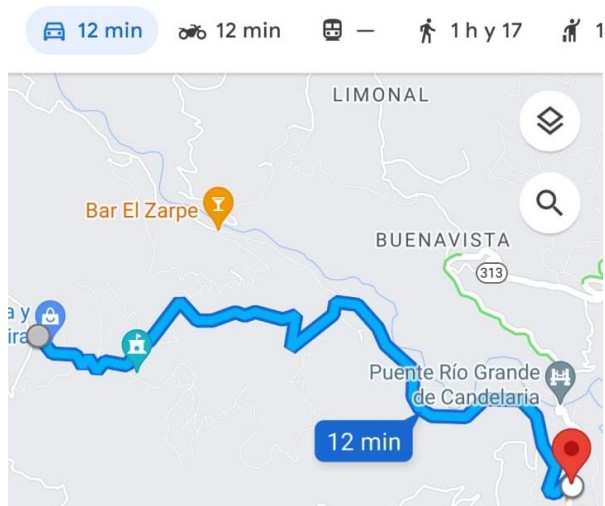 12 min 12 min — 1 h y 17 1
LIMONAL
Bar El Zarpe
BUENAVISTA
313
a y
ira
Puente Río Grande
de Candelaria
12 min